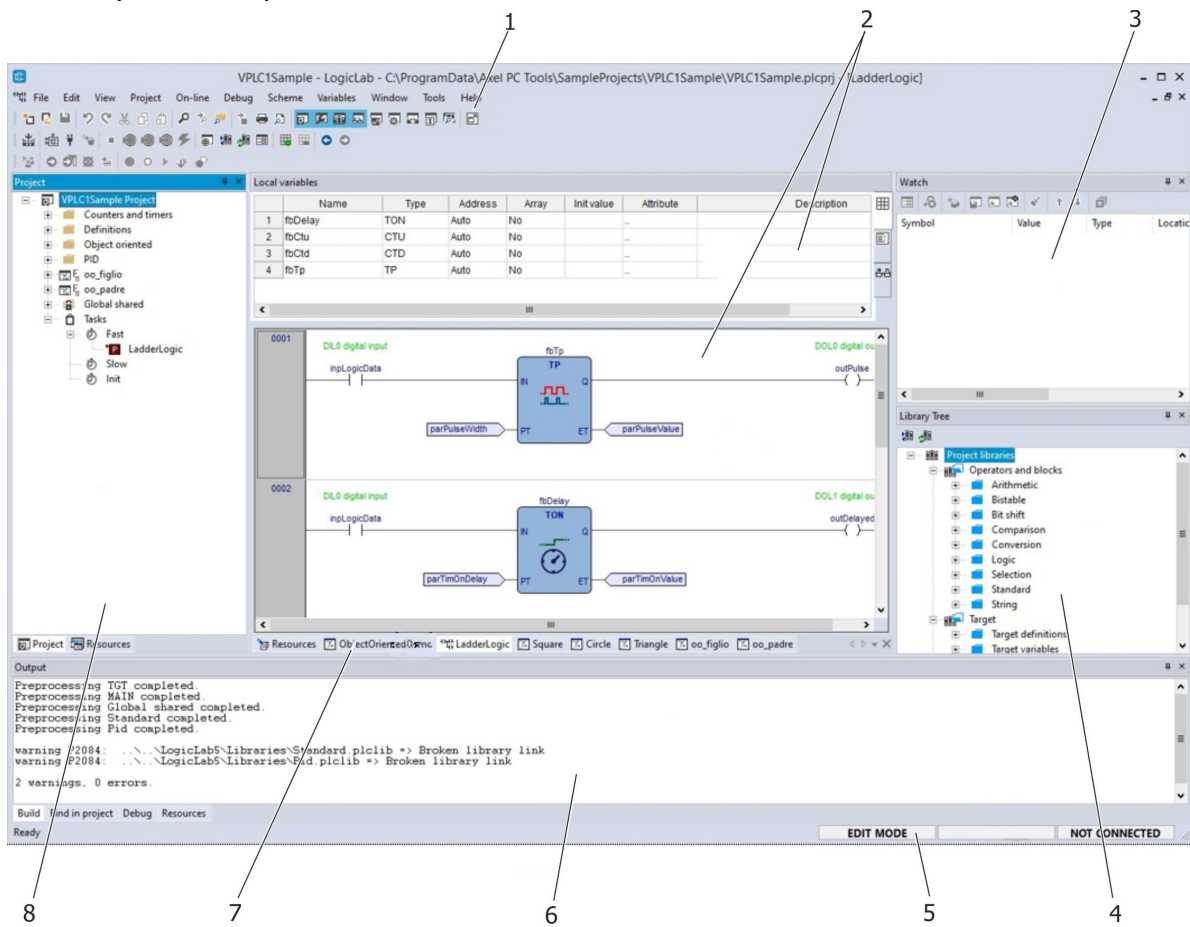 1 2 3
VPLC1Sample - LogicLab - C:\ProgramData\Axel PC Tools\SampleProjects\VPLC1Sample\VPLC1Sample.plcprj - [LadderLogic]
File Edit View Project On-line Debug Scheme Variables Window Tools Help
Project
VPLC1Sample Project
Counters and timers
Definitions
Object oriented
PID
oo_figlio
oo_padre
Global shared
Tasks
Fast
LadderLogic
Slow
Init
Project Resources
Local variables
Name Type Address Array Init value Attribute Description
1 fbDelay TON Auto No ..
2 fbCtu CTU Auto No ..
3 fbCtd CTD Auto No ..
4 fbTp TP Auto No ..
0001
DIL0 digital input fbTp DOL0 digital ou
inpLogicData TP outPulse
IN Q
parPulseWidth PT ET parPulseValue
0002
DIL0 digital input fbDelay DOL1 digital ou
inpLogicData TON outDelayed
IN Q
parTimOnDelay PT ET parTimOnValue
Resources LadderLogic Square Circle Triangle oo_figlio oo_padre
Watch
Symbol Value Type Locatic
Library Tree
Project libraries
Operators and blocks
Arithmetic
Bistable
Bit shift
Comparison
Conversion
Logic
Selection
Standard
String
Target
Target definitions
Target variables
Output
Preprocessing TGT completed.
Preprocessing MAIN completed.
Preprocessing Global shared completed.
Preprocessing Standard completed.
Preprocessing Pid completed.
warning P2084: ..\..\LogicLab5\Libraries\Standard.plclib => Broken library link
warning P2084: ..\..\LogicLab5\Libraries\Pid.plclib => Broken library link
2 warnings, 0 errors.
Build Find in project Debug Resources
Ready EDIT MODE NOT CONNECTED
8 7 6 5 4